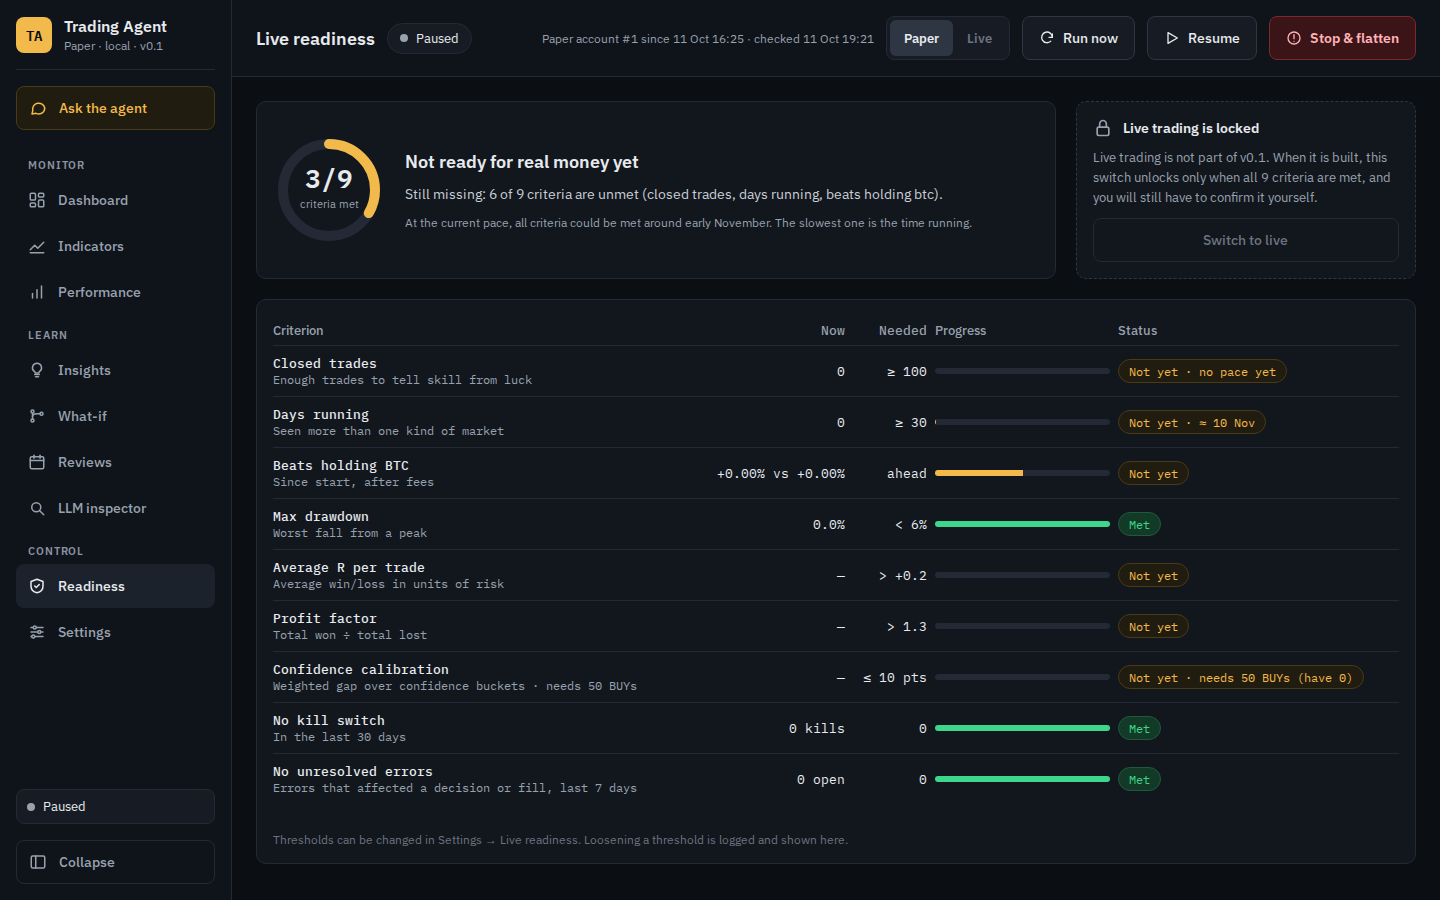 TA
Trading Agent
Paper · local · v0.1
Ask the agent
MONITOR
Dashboard
Indicators
Performance
LEARN
Insights
What-if
Reviews
LLM inspector
CONTROL
Readiness
Settings
Paused
Collapse
Live readiness
Paused
Paper account #1 since 11 Oct 16:25 · checked 11 Oct 19:21
Paper
Live
Run now
Resume
Stop & flatten
3/9
criteria met
Not ready for real money yet
Still missing: 6 of 9 criteria are unmet (closed trades, days running, beats holding btc).
At the current pace, all criteria could be met around early November. The slowest one is the time running.
Live trading is locked
Live trading is not part of v0.1. When it is built, this
switch unlocks only when all 9 criteria are met, and
you will still have to confirm it yourself.
Switch to live
Criterion Now Needed Progress Status
Closed trades
Enough trades to tell skill from luck
0 ≥ 100 Not yet · no pace yet
Days running
Seen more than one kind of market
0 ≥ 30 Not yet · ≈ 10 Nov
Beats holding BTC
Since start, after fees
+0.00% vs +0.00% ahead Not yet
Max drawdown
Worst fall from a peak
0.0% < 6% Met
Average R per trade
Average win/loss in units of risk
— > +0.2 Not yet
Profit factor
Total won ÷ total lost
— > 1.3 Not yet
Confidence calibration
Weighted gap over confidence buckets · needs 50 BUYs
— ≤ 10 pts Not yet · needs 50 BUYs (have 0)
No kill switch
In the last 30 days
0 kills 0 Met
No unresolved errors
Errors that affected a decision or fill, last 7 days
0 open 0 Met
Thresholds can be changed in Settings → Live readiness. Loosening a threshold is logged and shown here.